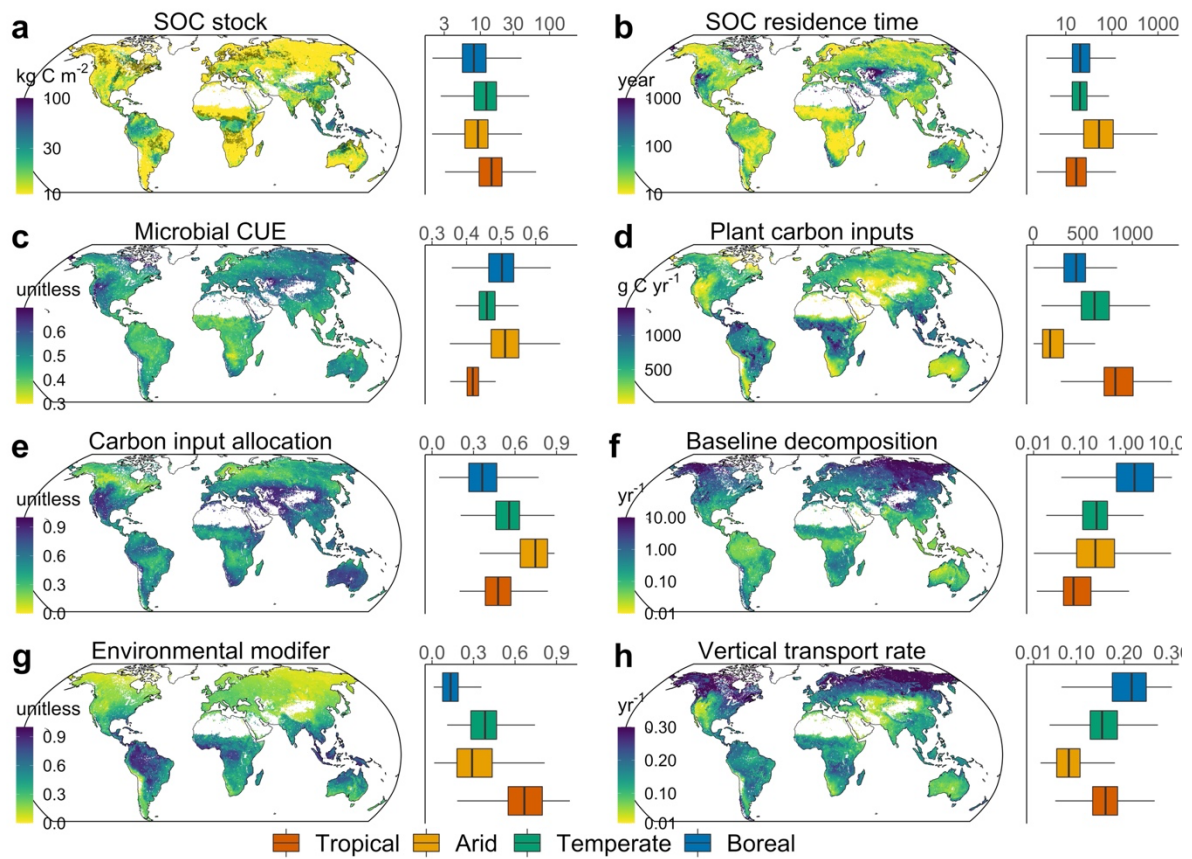 a SOC stock 3 10 30 100
kg C m-2
100
30
10
b SOC residence time 10 100 1000
year
1000
100
10
c Microbial CUE 0.3 0.4 0.5 0.6
unitless
0.6
0.5
0.4
0.3
d Plant carbon inputs 0 500 1000
g C yr-1
1000
500
e Carbon input allocation 0.0 0.3 0.6 0.9
unitless
0.9
0.6
0.3
0.0
f Baseline decomposition 0.01 0.10 1.00 10.0
yr-1
10.00
1.00
0.10
0.01
g Environmental modifer 0.0 0.3 0.6 0.9
unitless
0.9
0.6
0.3
0.0
h Vertical transport rate 0.01 0.10 0.20 0.30
yr-1
0.30
0.20
0.10
0.01
Tropical Arid Temperate Boreal